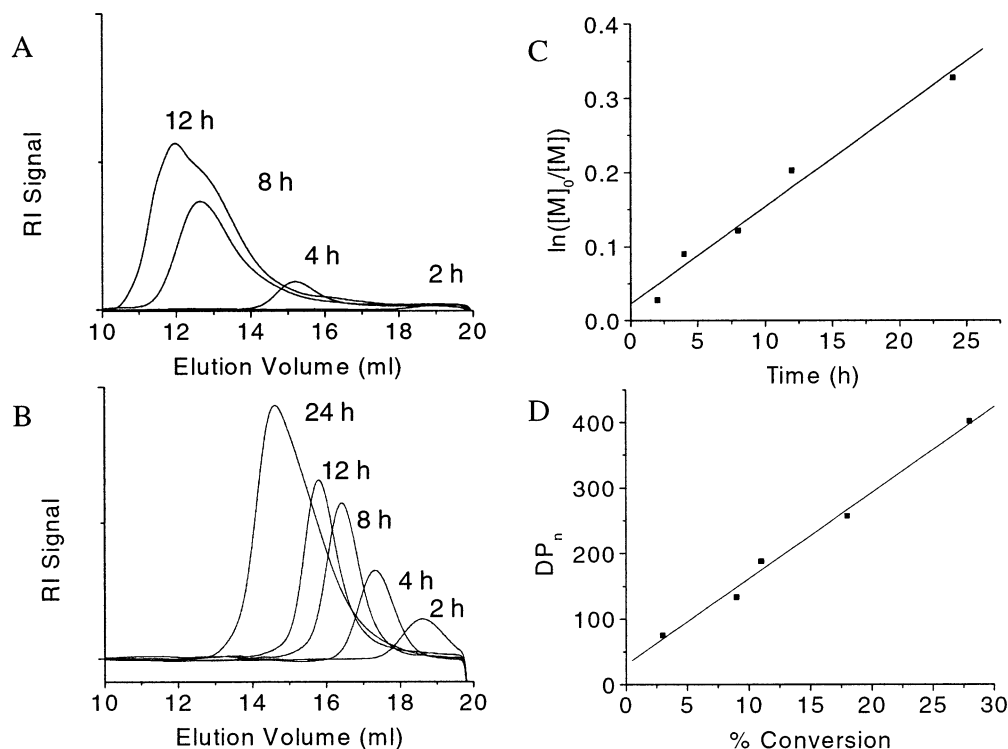 A
RI Signal
12 h
8 h
4 h
2 h
10 12 14 16 18 20
Elution Volume (ml)
B
RI Signal
24 h
12 h
8 h
4 h
2 h
10 12 14 16 18 20
Elution Volume (ml)
C
ln([M]₀/[M])
0.4
0.3
0.2
0.1
0.0
0 5 10 15 20 25
Time (h)
D
DPₙ
400
300
200
100
0
0 5 10 15 20 25 30
% Conversion